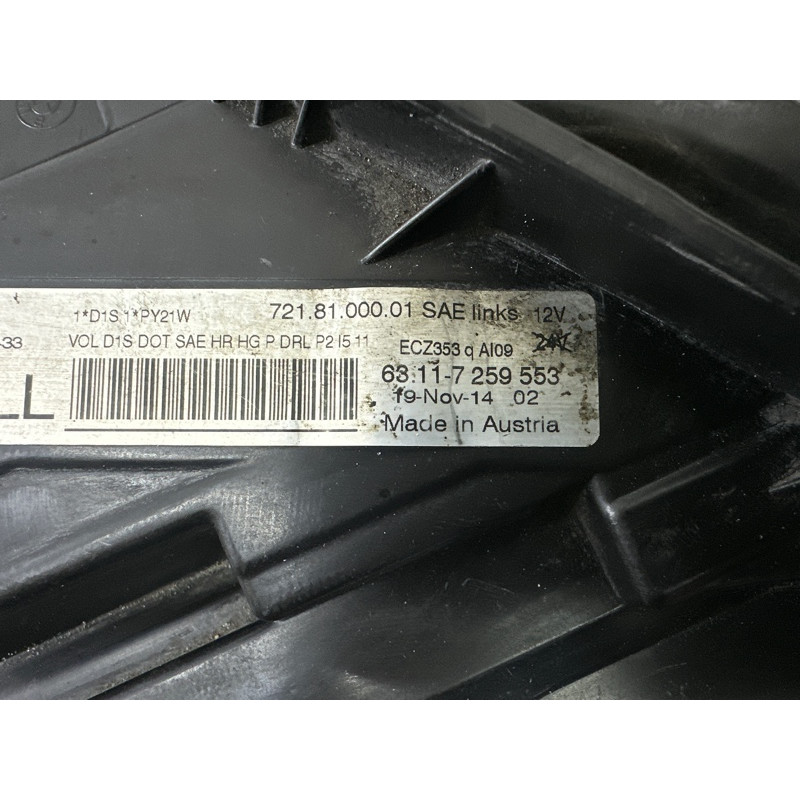 1*D1S 1*PY21W 721.81.000.01 SAE links 12V
-33 VOL D1S DOT SAE HR HG P DRL P2 I5 11 ECZ353 q AI09 24V
LL 63.11-7 259 553
19-Nov-14 02
Made in Austria